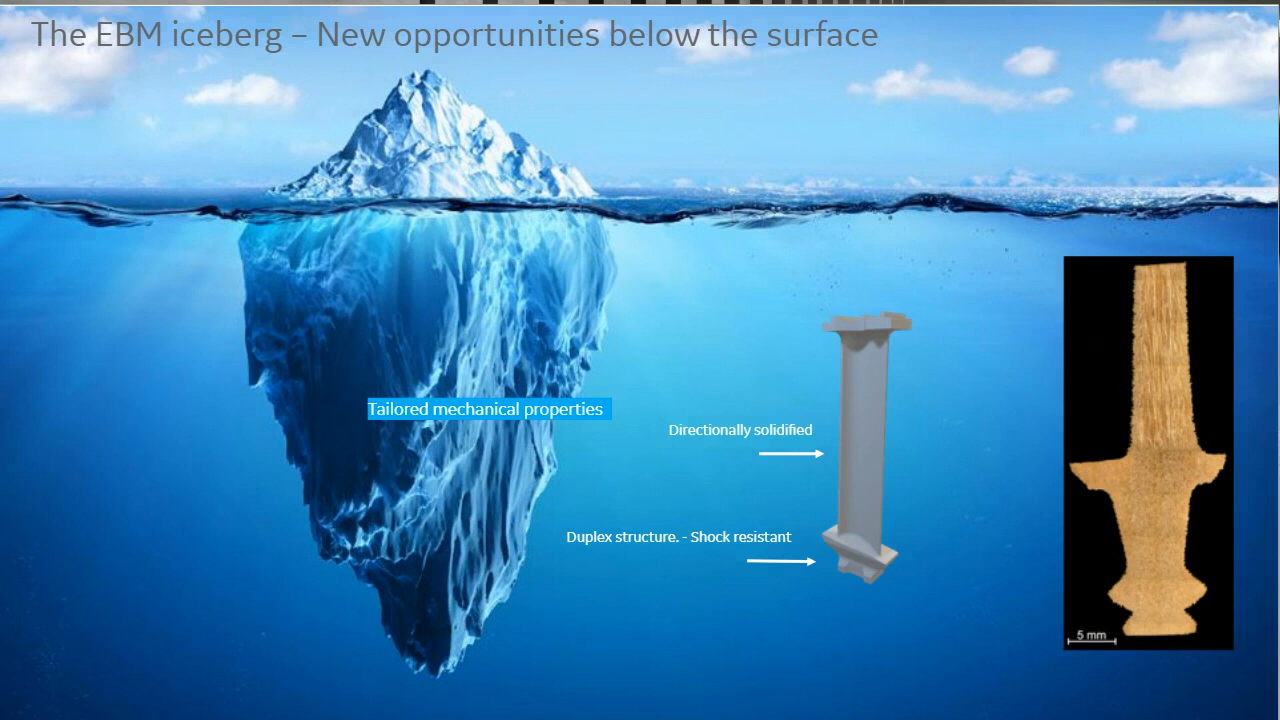 The EBM iceberg – New opportunities below the surface
Tailored mechanical properties
Directionally solidified
Duplex structure. - Shock resistant
5 mm